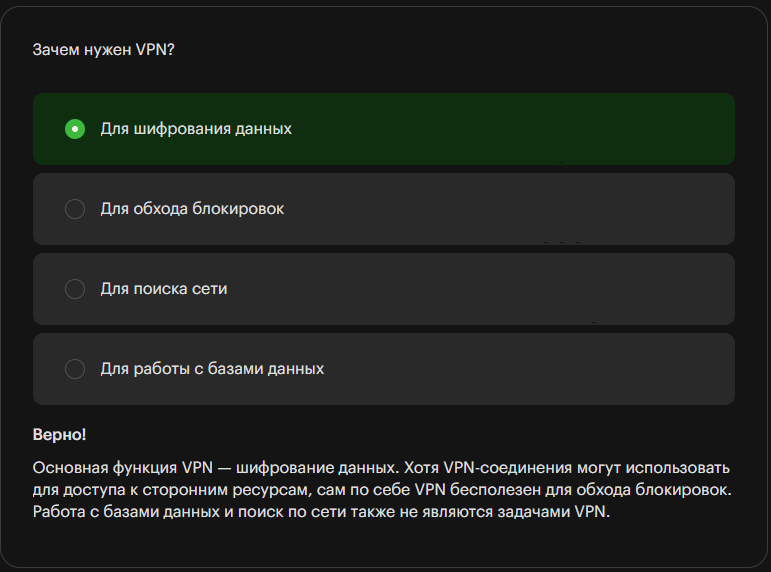 Зачем нужен VPN?
Для шифрования данных
Для обхода блокировок
Для поиска сети
Для работы с базами данных
Верно!
Основная функция VPN — шифрование данных. Хотя VPN-соединения могут использовать
для доступа к сторонним ресурсам, сам по себе VPN бесполезен для обхода блокировок.
Работа с базами данных и поиск по сети также не являются задачами VPN.